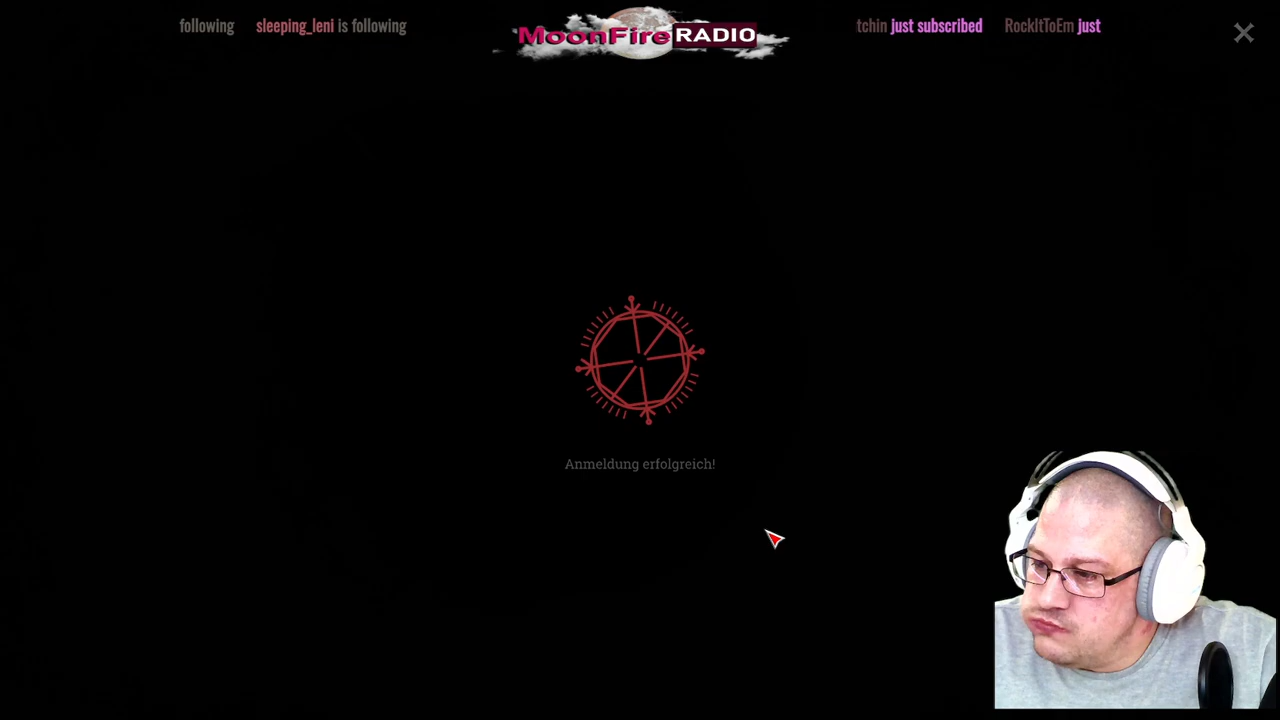 following sleeping_leni is following
MoonFire RADIO
tchin just subscribed RockItToEm just
Anmeldung erfolgreich!